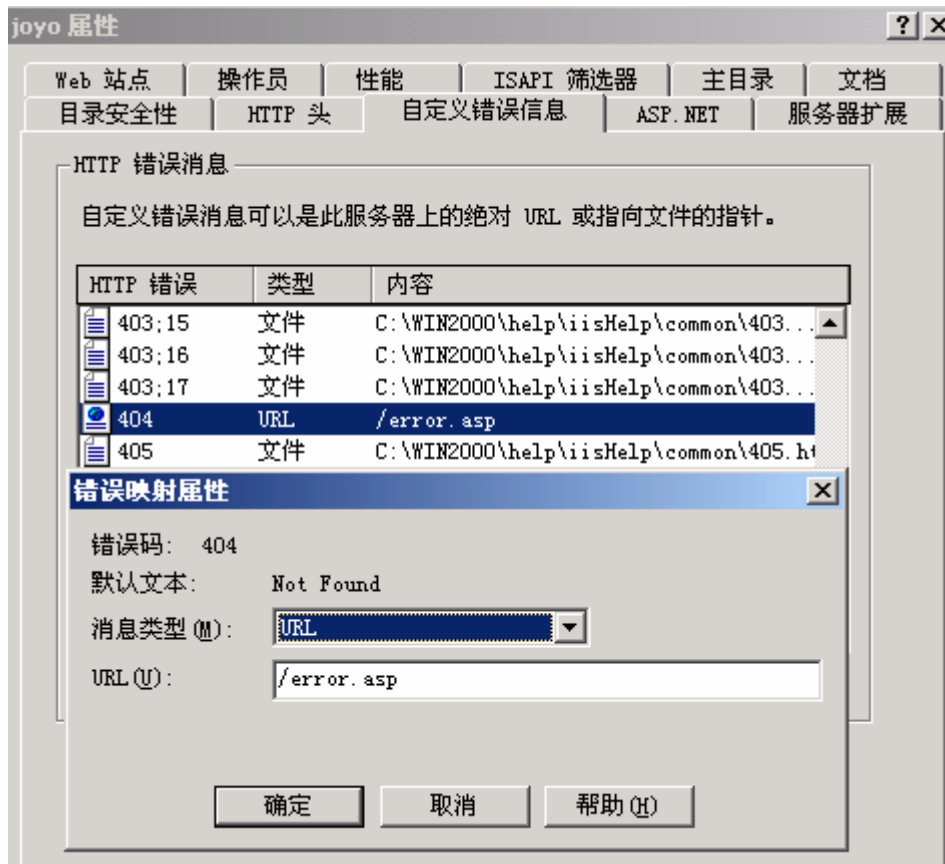 joyo 属性
Web 站点 操作员 性能 ISAPI 筛选器 主目录 文档
目录安全性 HTTP 头 自定义错误信息 ASP.NET 服务器扩展
HTTP 错误消息
自定义错误消息可以是此服务器上的绝对 URL 或指向文件的指针。
HTTP 错误 类型 内容
403;15 文件 C:\WIN2000\help\iisHelp\common\403...
403;16 文件 C:\WIN2000\help\iisHelp\common\403...
403;17 文件 C:\WIN2000\help\iisHelp\common\403...
404 URL /error.asp
405 文件 C:\WIN2000\help\iisHelp\common\405.ht
错误映射属性
错误码: 404
默认文本: Not Found
消息类型(M): URL
URL(U): /error.asp
确定 取消 帮助(H)